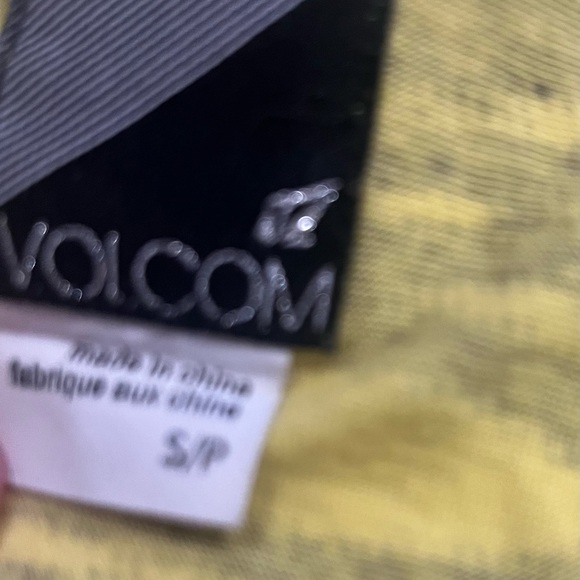 VOLCOM
made in china
fabrique aux chine
S/P